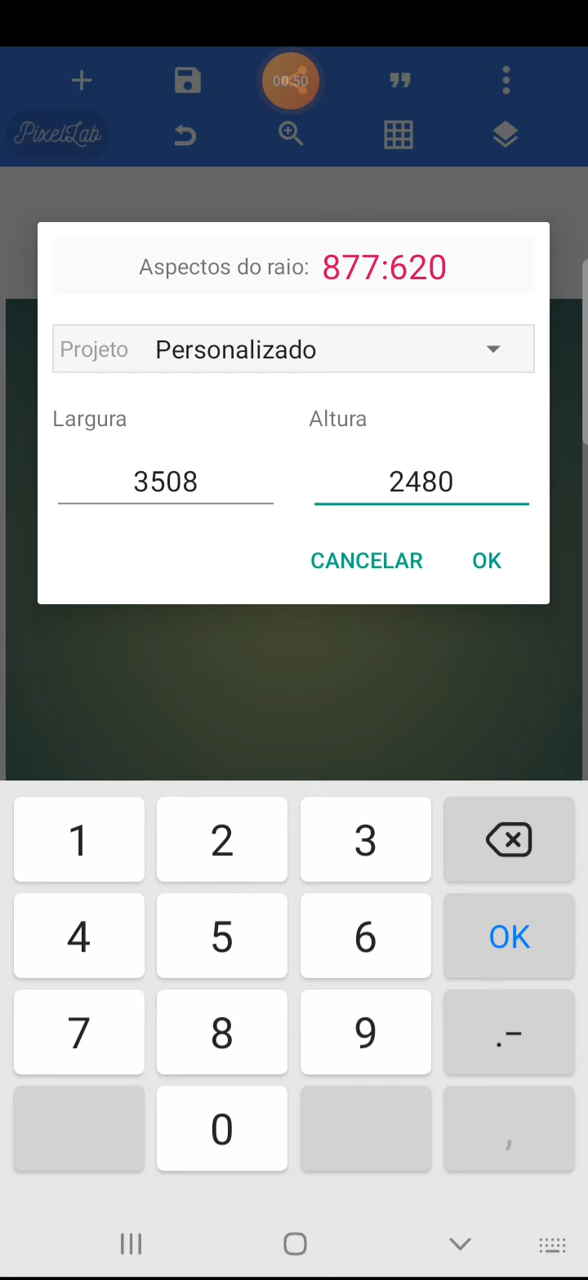 00:50
PixelLab
Aspectos do raio: 877:620
Projeto Personalizado
Largura Altura
3508 2480
CANCELAR OK
1 2 3
4 5 6 OK
7 8 9 .-
0 ,